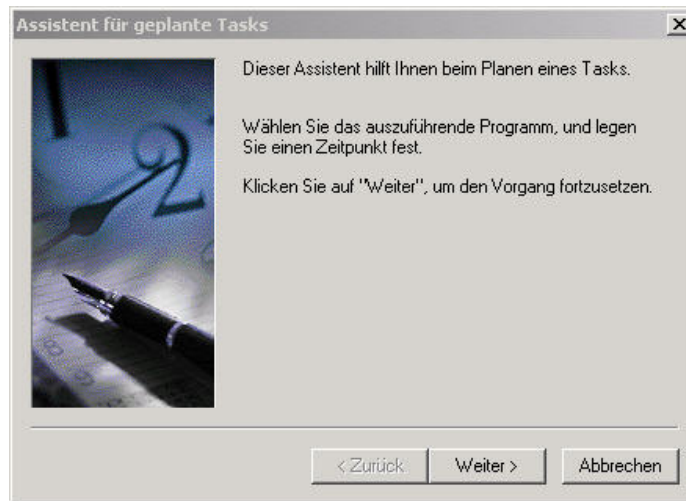 Assistent für geplante Tasks
Dieser Assistent hilft Ihnen beim Planen eines Tasks.
Wählen Sie das auszuführende Programm, und legen
Sie einen Zeitpunkt fest.
Klicken Sie auf "Weiter", um den Vorgang fortzusetzen.
2
< Zurück
Weiter >
Abbrechen